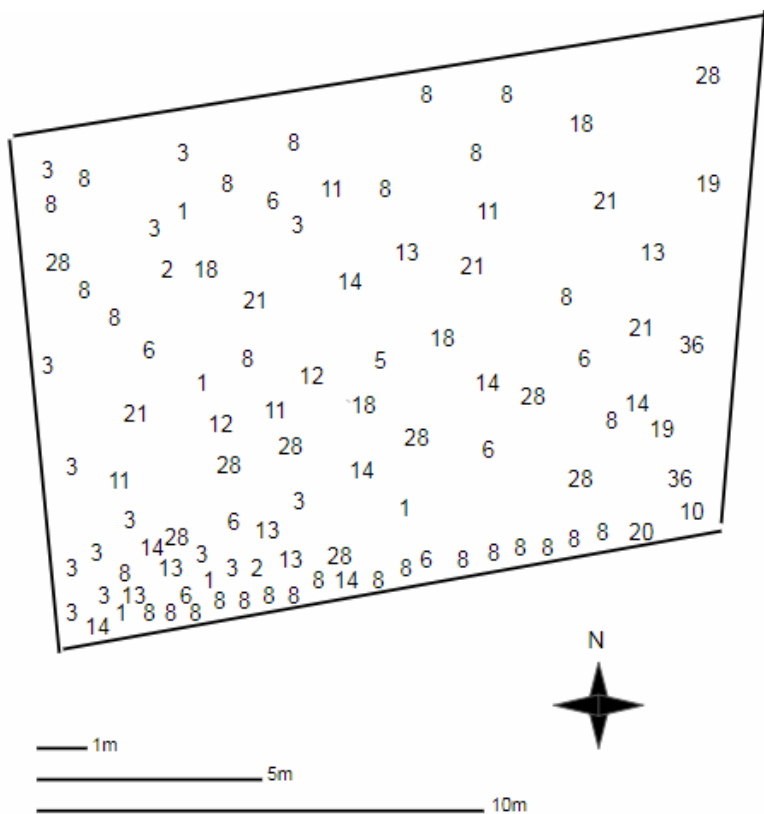 28
8 8
18
3 8
8
3 8
8 6 11 8 19
8 1 21
3 3 11
13 13
28 2 18 21
8 14
21 8
8
18 21
6 36
3 8 5 6
1 12 14
28
21 11 18 14
12 8 19
28 28
6
3 28 14
11 28 36
3 1
3 6 10
13 20
14 28 8 8
3 3 28 8 8 8 8
13 6
3 8 13 3 2 8
1 8 14 8
3 13 6 8 8
3 1 8 8 8 8 8
14
N
1m
5m
10m